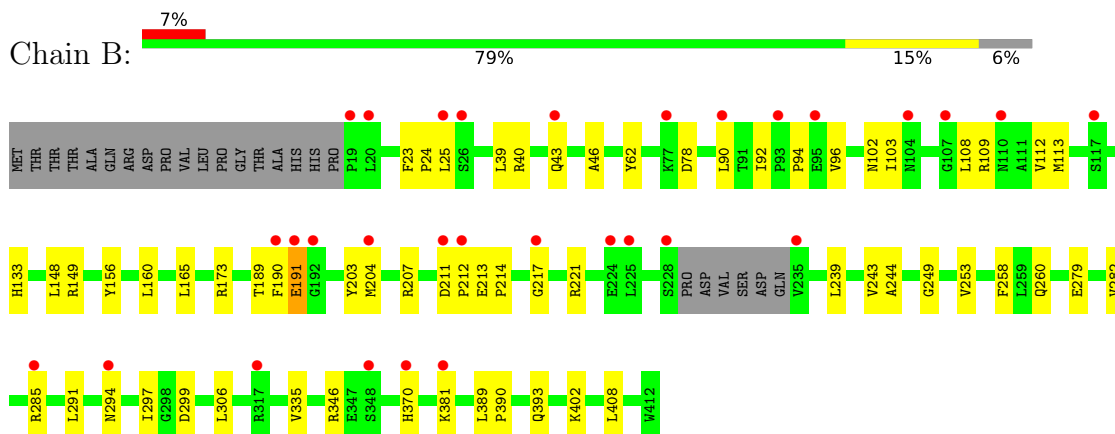 7%
Chain B:
79% 15% 6%
MET THR THR THR ALA GLN ARG ASP PRO VAL LEU PRO GLY THR ALA HIS HIS PRO P19 L20 F23 P24 L25 S26 L39 R40 Q43 A46 Y62 K77 D78 L90 T91 I92 P93 P94 E95 V96 N102 I103 N104 G107 L108 R109 N110 A111 V112 M113 S117
H133 L148 R149 Y156 L160 L165 R173 T189 F190 E191 G192 Y203 M204 R207 D211 P212 E213 P214 G217 R221 E224 L225 S228 PRO ASP VAL SER ASP GLN V235 L239 V243 A244 G249 V253 F258 L259 Q260 E279
R285 L291 N294 I297 G298 D299 L306 R317 V335 R346 E347 S348 H370 K381 L389 P390 Q393 K402 L408 W412